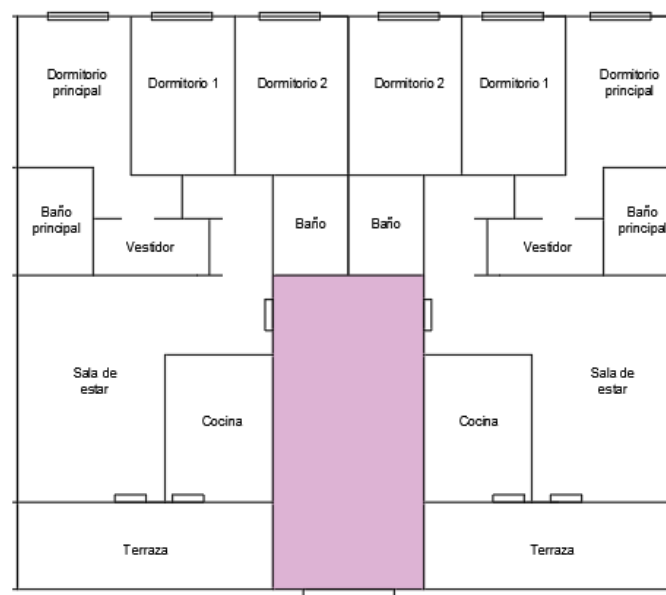 Dormitorio
principal
Dormitorio 1
Dormitorio 2
Dormitorio 2
Dormitorio 1
Dormitorio
principal
Baño
principal
Vestidor
Baño
Baño
Vestidor
Baño
principal
Sala de
estar
Cocina
Cocina
Sala de
estar
Terraza
Terraza